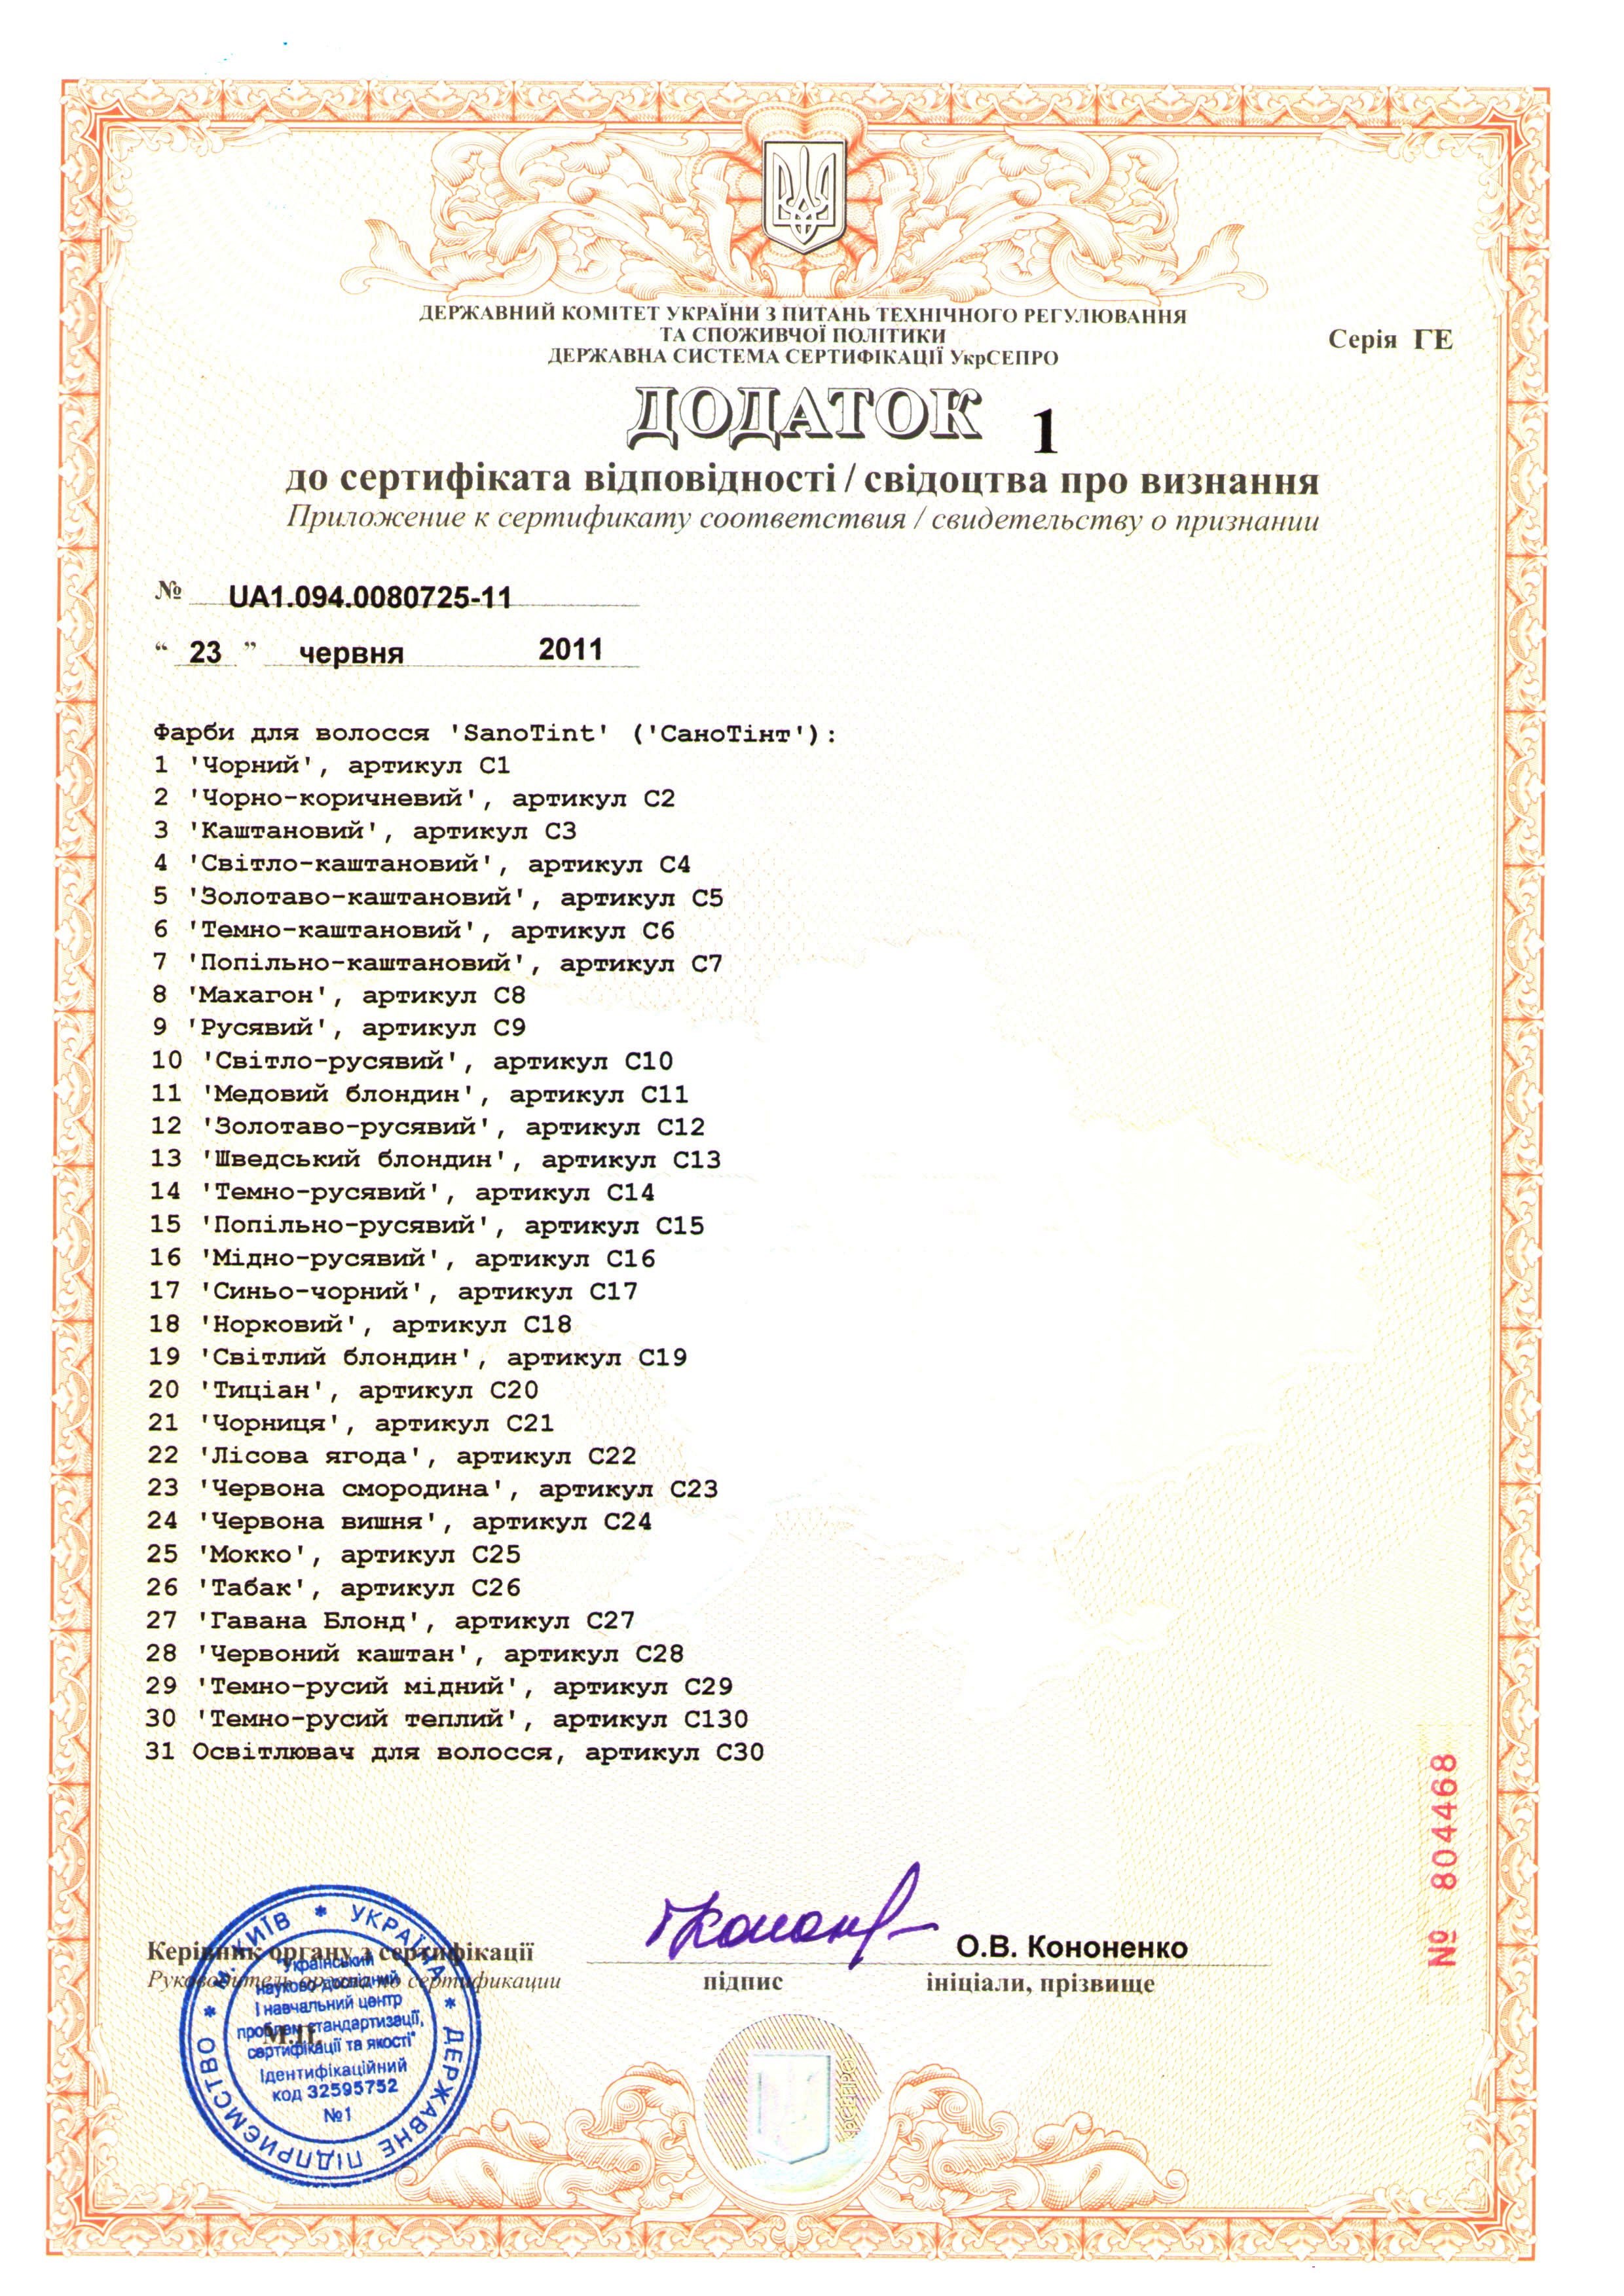 ДЕРЖАВНИЙ КОМІТЕТ УКРАЇНИ З ПИТАНЬ ТЕХНІЧНОГО РЕГУЛЮВАННЯ
ТА СПОЖИВЧОЇ ПОЛІТИКИ
ДЕРЖАВНА СИСТЕМА СЕРТИФІКАЦІЇ УкрСЕПРО
Серія ГЕ
ДОДАТОК 1
до сертифіката відповідності / свідоцтва про визнання
Приложение к сертификату соответствия / свидетельству о признании
№ UA1.094.0080725-11
“ 23 ” червня 2011
Фарби для волосся 'SanoTint' ('СаноТінт'):
1 'Чорний', артикул С1
2 'Чорно-коричневий', артикул С2
3 'Каштановий', артикул С3
4 'Світло-каштановий', артикул С4
5 'Золотаво-каштановий', артикул С5
6 'Темно-каштановий', артикул С6
7 'Попільно-каштановий', артикул С7
8 'Махагон', артикул С8
9 'Русявий', артикул С9
10 'Світло-русявий', артикул С10
11 'Медовий блондин', артикул С11
12 'Золотаво-русявий', артикул С12
13 'Шведський блондин', артикул С13
14 'Темно-русявий', артикул С14
15 'Попільно-русявий', артикул С15
16 'Мідно-русявий', артикул С16
17 'Синьо-чорний', артикул С17
18 'Норковий', артикул С18
19 'Світлий блондин', артикул С19
20 'Тиціан', артикул С20
21 'Чорниця', артикул С21
22 'Лісова ягода', артикул С22
23 'Червона смородина', артикул С23
24 'Червона вишня', артикул С24
25 'Мокко', артикул С25
26 'Табак', артикул С26
27 'Гавана Блонд', артикул С27
28 'Червоний каштан', артикул С28
29 'Темно-русий мідний', артикул С29
30 'Темно-русий теплий', артикул С130
31 Освітлювач для волосся, артикул С30
№ 804468
Керівник органу з сертифікації
Руководитель органа по сертификации
О.В. Кононенко
підпис
ініціали, прізвище
М.П.
М. КИЇВ * УКРАЇНА * ДЕРЖАВНЕ ПІДПРИЄМСТВО *
"Український
науково-дослідний
і навчальний центр
проблем стандартизації,
сертифікації та якості"
Ідентифікаційний
код 32595752
№1